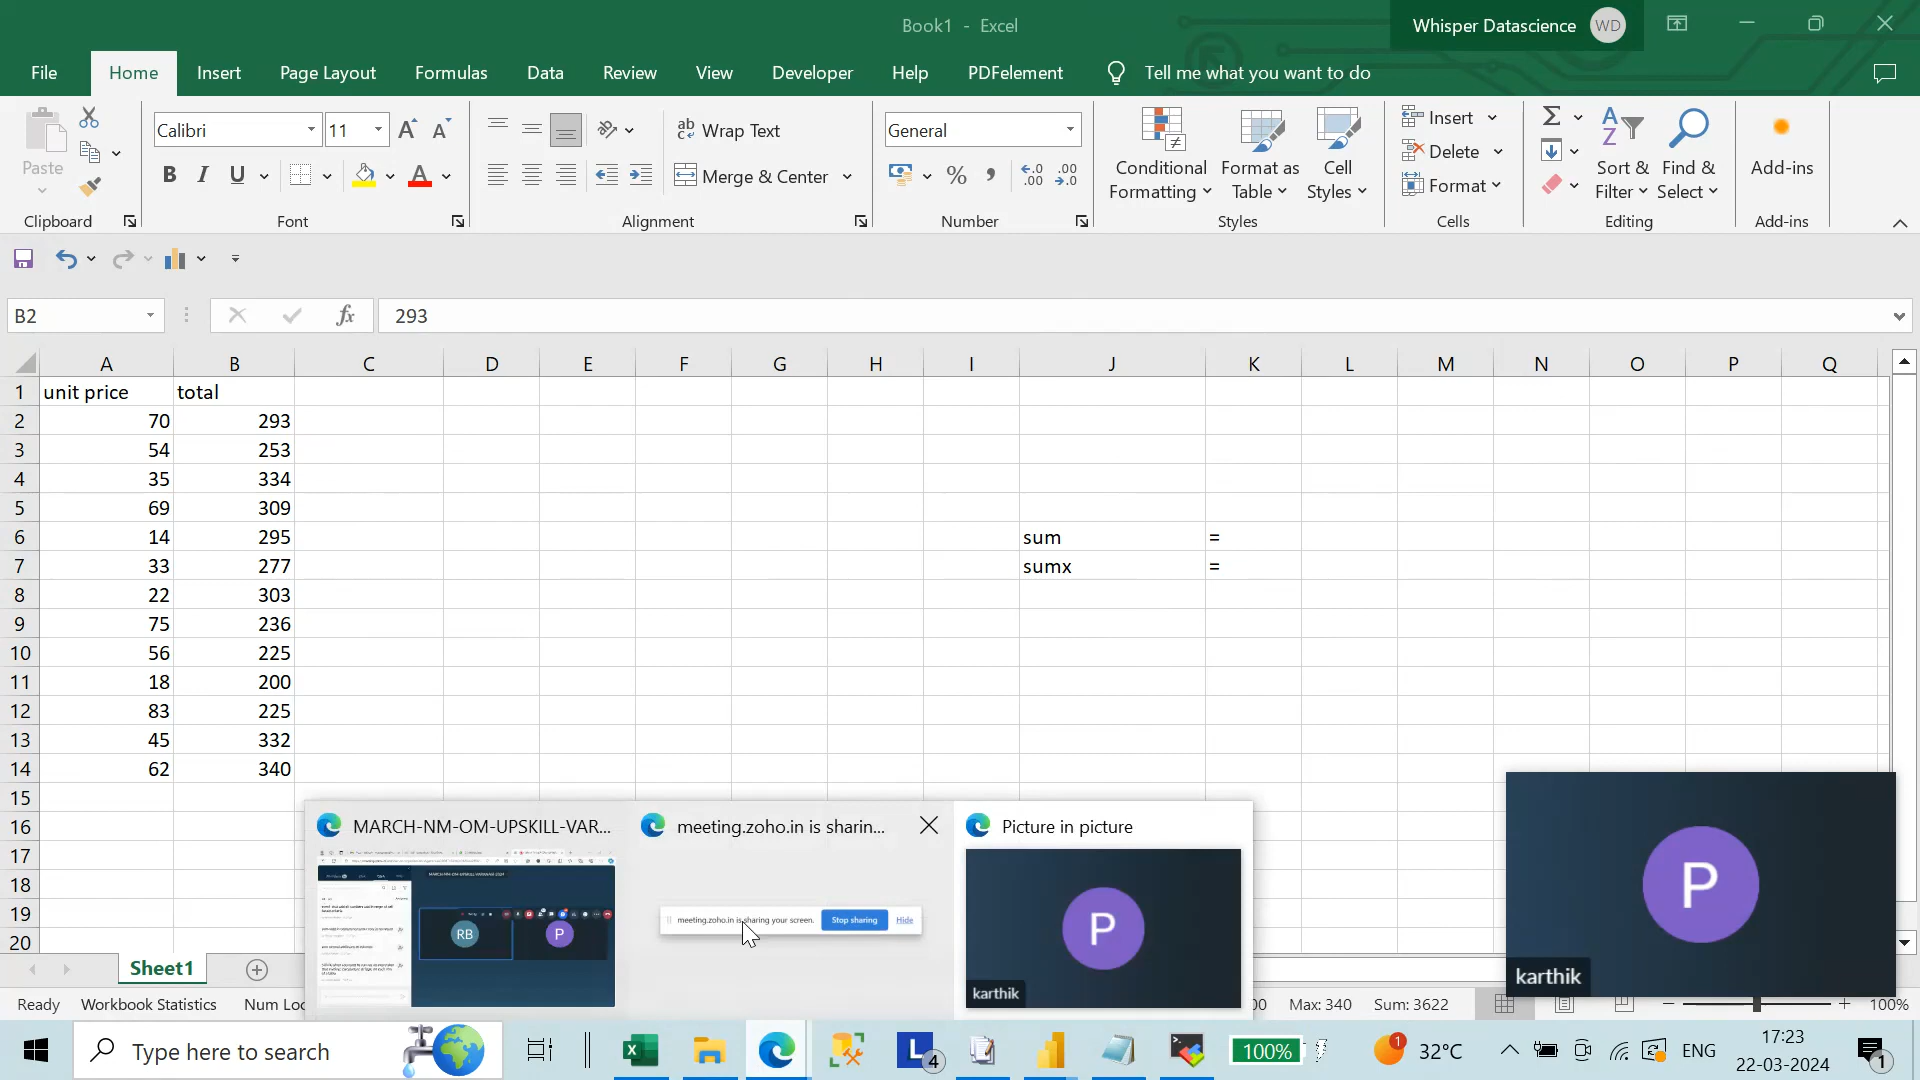 Book1 - Excel
Whisper Datascience WD
File Home Insert Page Layout Formulas Data Review View Developer Help PDFelement Tell me what you want to do
Paste
Calibri 11
Wrap Text
General
Conditional Formatting
Format as Table
Cell Styles
Insert
Delete
Format
Sort & Filter
Find & Select
Add-ins
B I U
Merge & Center
Clipboard Font Alignment Number Styles Cells Editing Add-ins
B2 fx 293
A B C D E F G H I J K L M N O P Q
1 unit price total
2 70 293
3 54 253
4 35 334
5 69 309
6 14 295 sum =
7 33 277 sumx =
8 22 303
9 75 236
10 56 225
11 18 200
12 83 225
13 45 332
14 62 340
15
16
17
18
19
20
MARCH-NM-OM-UPSKILL-VAR...
meeting.zoho.in is sharin...
Picture in picture
RB P
meeting.zoho.in is sharing your screen. Stop sharing Hide
P
karthik
P
karthik
Sheet1
Ready Workbook Statistics Num Loc
00 Max: 340 Sum: 3622 100%
Type here to search
4
100%
1 32°C
ENG
17:23
22-03-2024
1